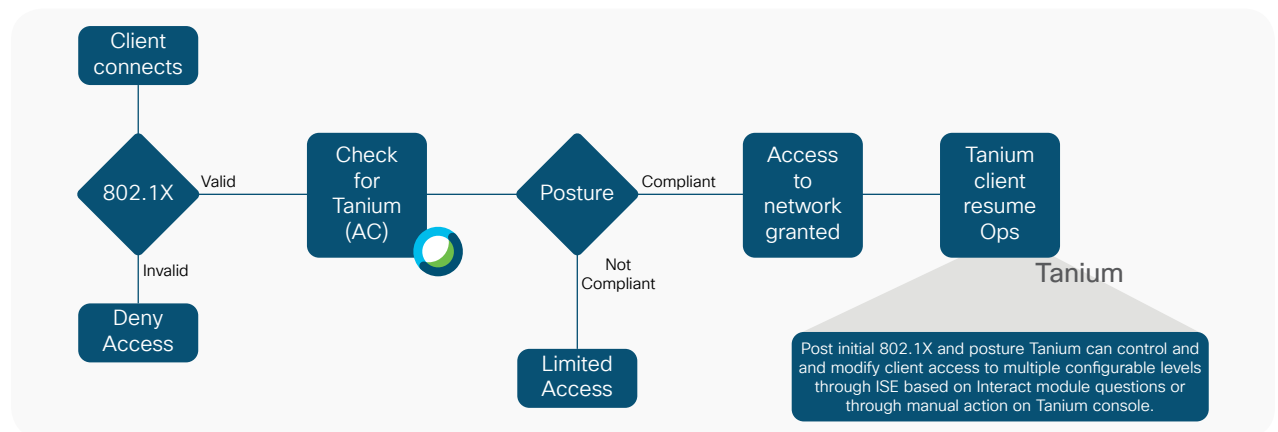 Client
connects
802.1X
Valid
Invalid
Deny
Access
Check
for
Tanium
(AC)
Posture
Compliant
Not
Compliant
Limited
Access
Access
to
network
granted
Tanium
client
resume
Ops
Tanium
Post initial 802.1X and posture Tanium can control and
and modify client access to multiple configurable levels
through ISE based on Interact module questions or
through manual action on Tanium console.